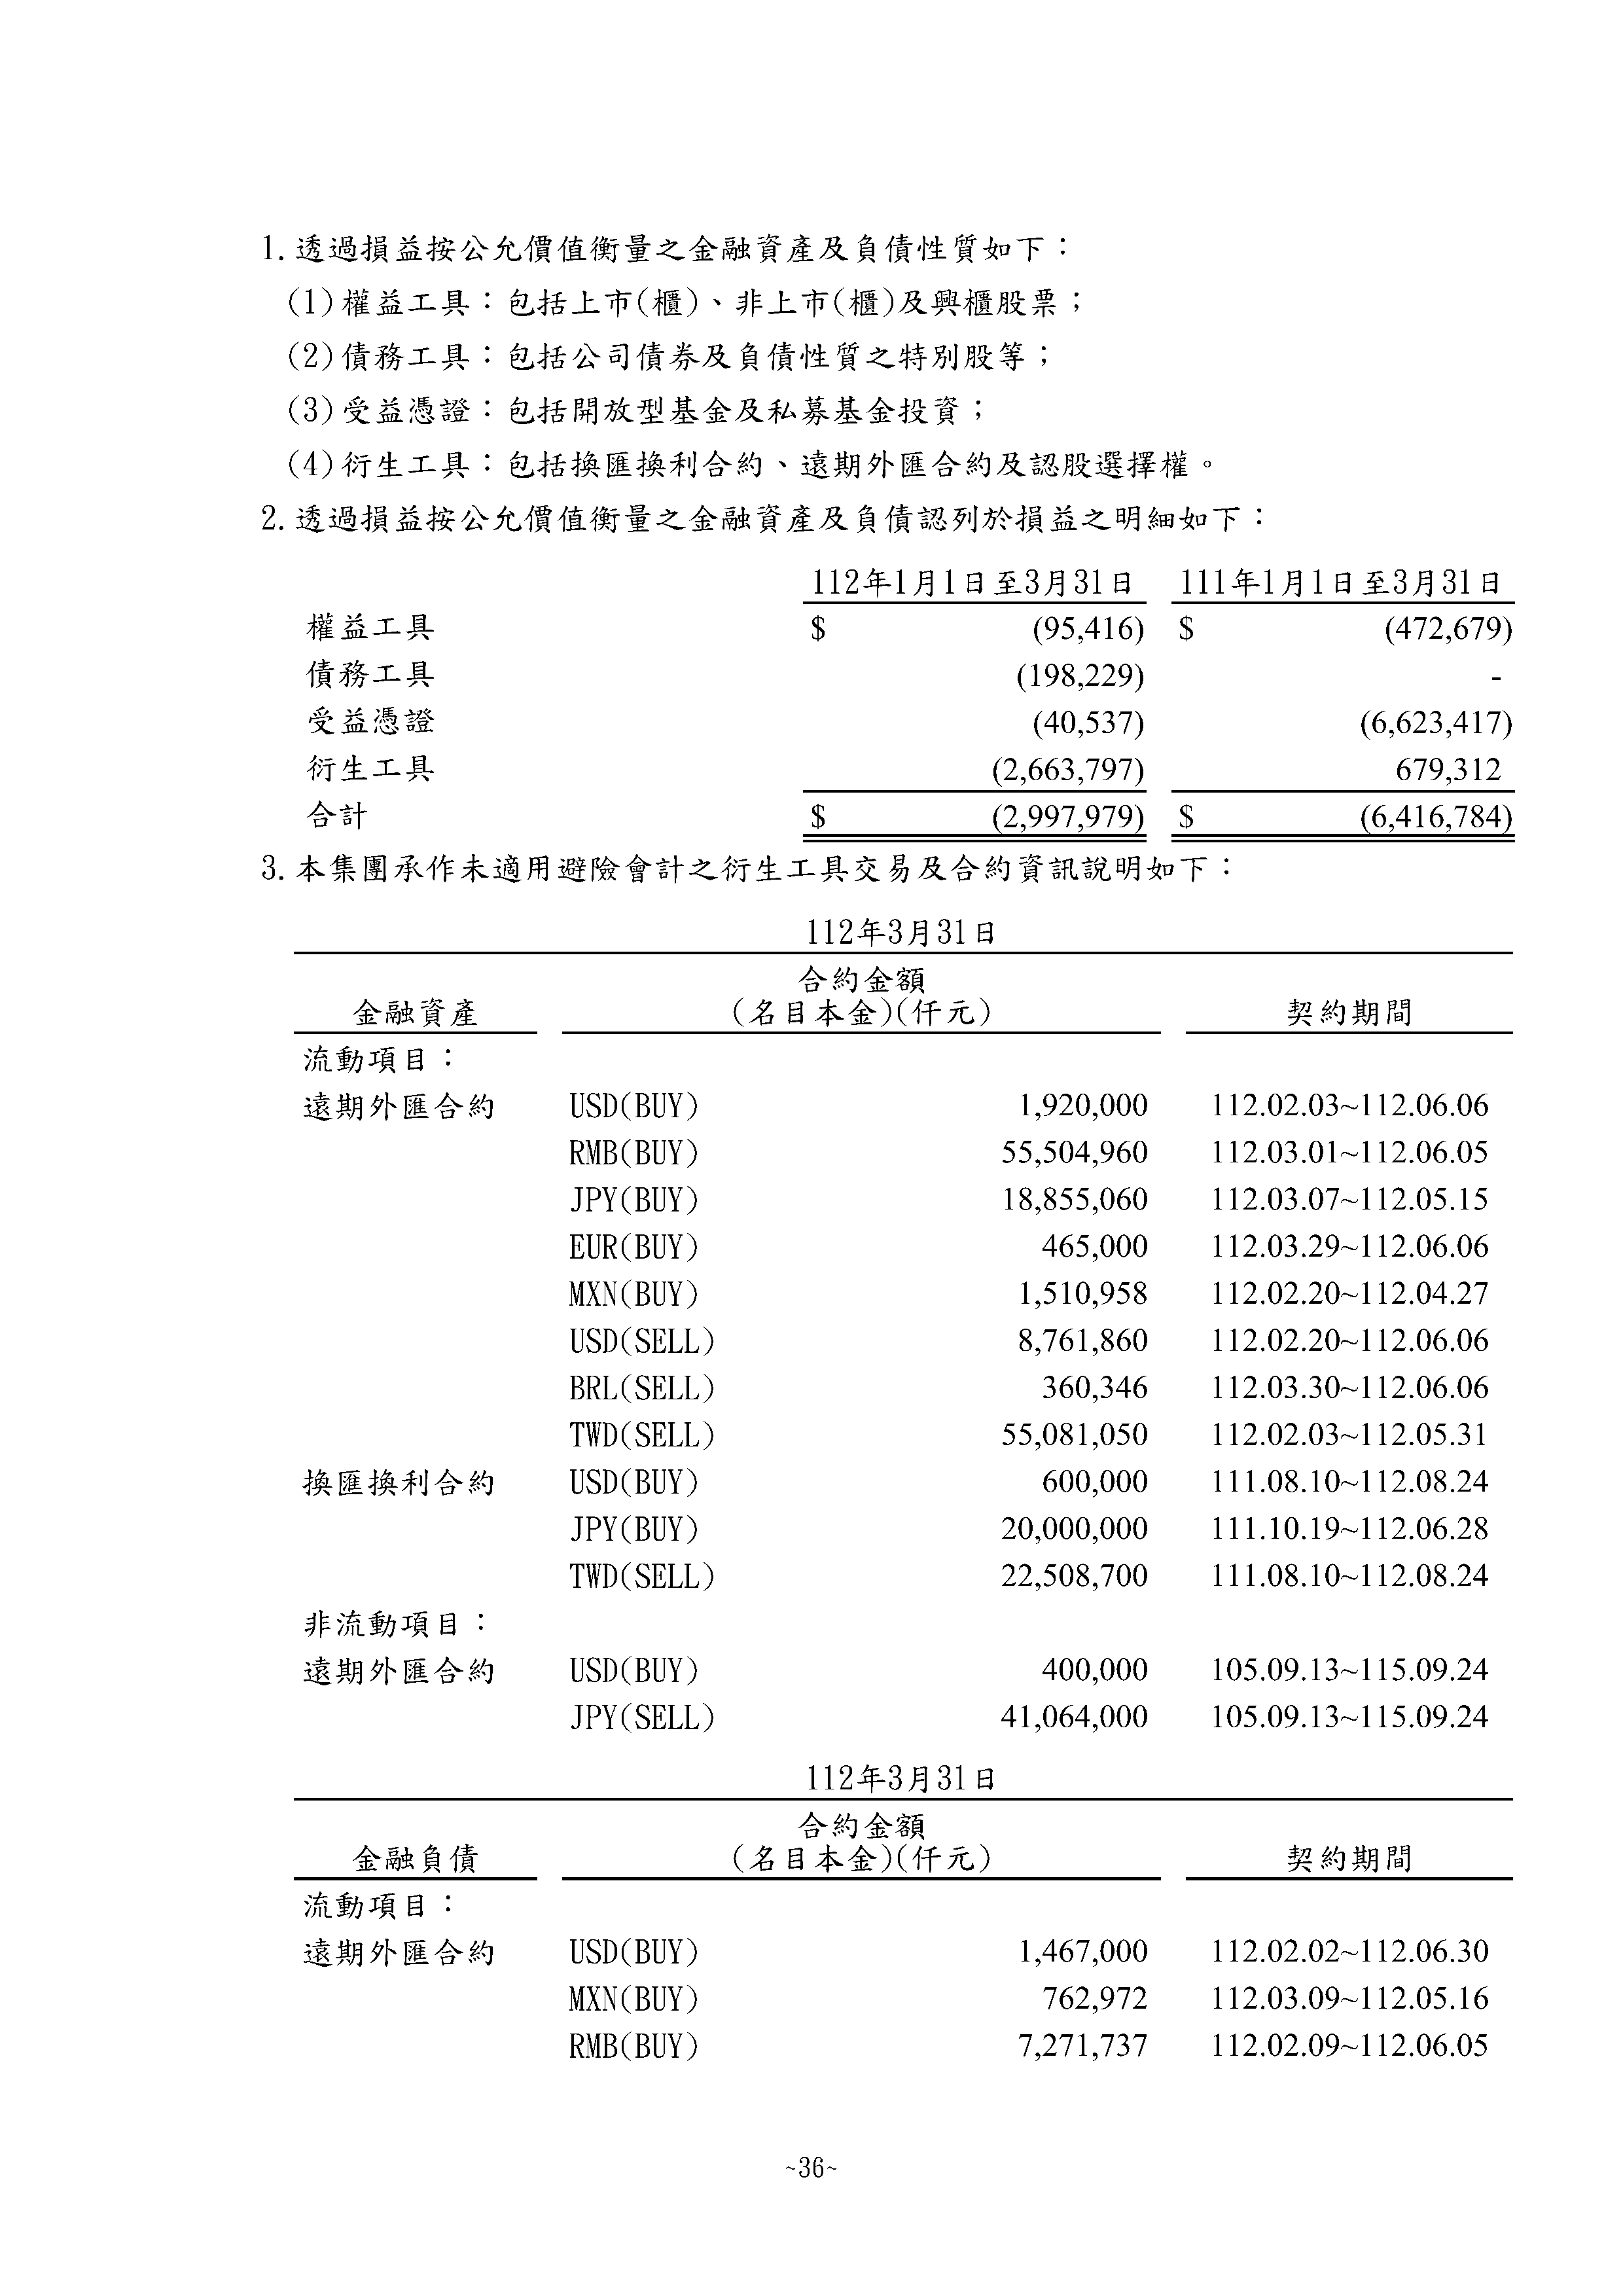 1.透過損益按公允價值衡量之金融資產及負債性質如下：
(1)權益工具：包括上市(櫃)、非上市(櫃)及興櫃股票；
(2)債務工具：包括公司債券及負債性質之特別股等；
(3)受益憑證：包括開放型基金及私募基金投資；
(4)衍生工具：包括換匯換利合約、遠期外匯合約及認股選擇權。
2.透過損益按公允價值衡量之金融資產及負債認列於損益之明細如下：
112年1月1日至3月31日 111年1月1日至3月31日
權益工具 $ (95,416) $ (472,679)
債務工具 (198,229) -
受益憑證 (40,537) (6,623,417)
衍生工具 (2,663,797) 679,312
合計 $ (2,997,979) $ (6,416,784)
3.本集團承作未適用避險會計之衍生工具交易及合約資訊說明如下：
112年3月31日
合約金額
金融資產 (名目本金)(仟元) 契約期間
流動項目：
遠期外匯合約 USD(BUY) 1,920,000 112.02.03~112.06.06
RMB(BUY) 55,504,960 112.03.01~112.06.05
JPY(BUY) 18,855,060 112.03.07~112.05.15
EUR(BUY) 465,000 112.03.29~112.06.06
MXN(BUY) 1,510,958 112.02.20~112.04.27
USD(SELL) 8,761,860 112.02.20~112.06.06
BRL(SELL) 360,346 112.03.30~112.06.06
TWD(SELL) 55,081,050 112.02.03~112.05.31
換匯換利合約 USD(BUY) 600,000 111.08.10~112.08.24
JPY(BUY) 20,000,000 111.10.19~112.06.28
TWD(SELL) 22,508,700 111.08.10~112.08.24
非流動項目：
遠期外匯合約 USD(BUY) 400,000 105.09.13~115.09.24
JPY(SELL) 41,064,000 105.09.13~115.09.24
112年3月31日
合約金額
金融負債 (名目本金)(仟元) 契約期間
流動項目：
遠期外匯合約 USD(BUY) 1,467,000 112.02.02~112.06.30
MXN(BUY) 762,972 112.03.09~112.05.16
RMB(BUY) 7,271,737 112.02.09~112.06.05
~36~